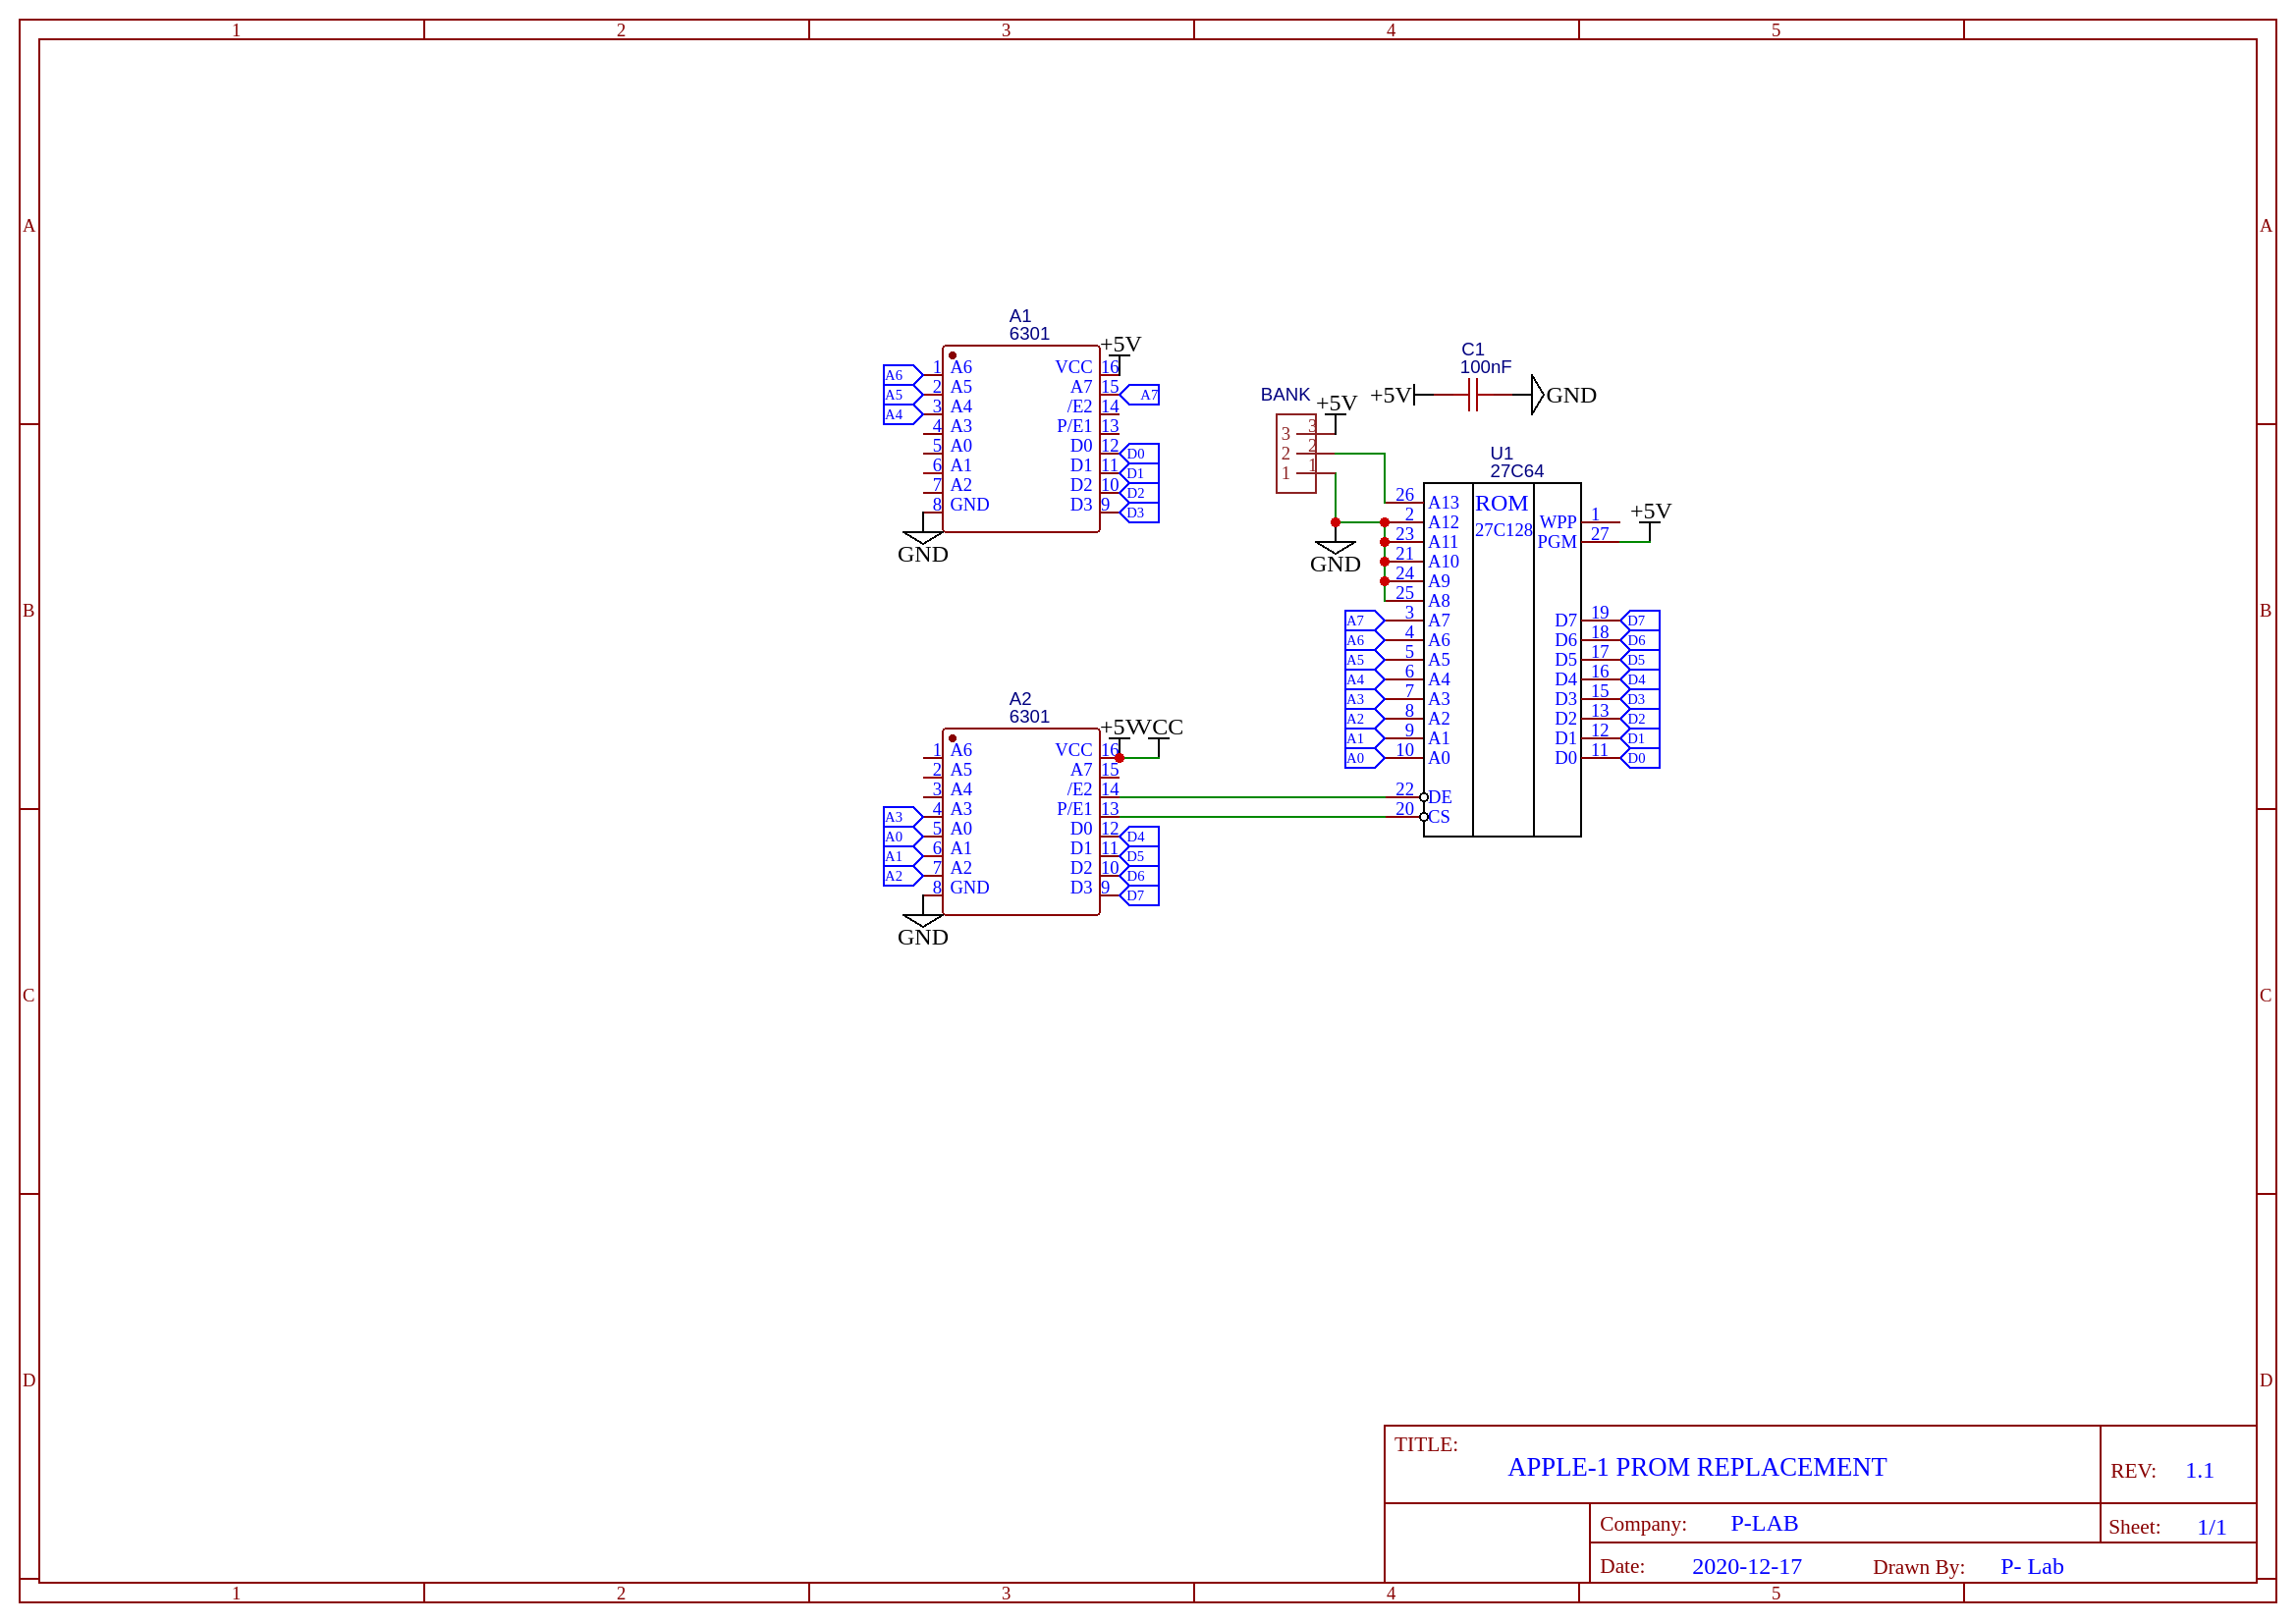 1 2 3 4 5
A A
B B
C C
D D
A1
6301
+5V
A6 1 A6 VCC 16
A5 2 A5 A7 15 A7
A4 3 A4 /E2 14
4 A3 P/E1 13
5 A0 D0 12 D0
6 A1 D1 11 D1
7 A2 D2 10 D2
8 GND D3 9 D3
GND
BANK
+5V
3 3
2 2
1 1
GND
C1
100nF
+5V GND
U1
27C64
ROM
27C128
26 A13
2 A12 WPP 1
23 A11 PGM 27 +5V
21 A10
24 A9
25 A8
A7 3 A7 D7 19 D7
A6 4 A6 D6 18 D6
A5 5 A5 D5 17 D5
A4 6 A4 D4 16 D4
A3 7 A3 D3 15 D3
A2 8 A2 D2 13 D2
A1 9 A1 D1 12 D1
A0 10 A0 D0 11 D0
22 DE
20 CS
A2
6301
+5V VCC
1 A6 VCC 16
2 A5 A7 15
3 A4 /E2 14
A3 4 A3 P/E1 13
A0 5 A0 D0 12 D4
A1 6 A1 D1 11 D5
A2 7 A2 D2 10 D6
8 GND D3 9 D7
GND
TITLE:
APPLE-1 PROM REPLACEMENT
REV: 1.1
Company: P-LAB
Sheet: 1/1
Date: 2020-12-17 Drawn By: P- Lab
1 2 3 4 5